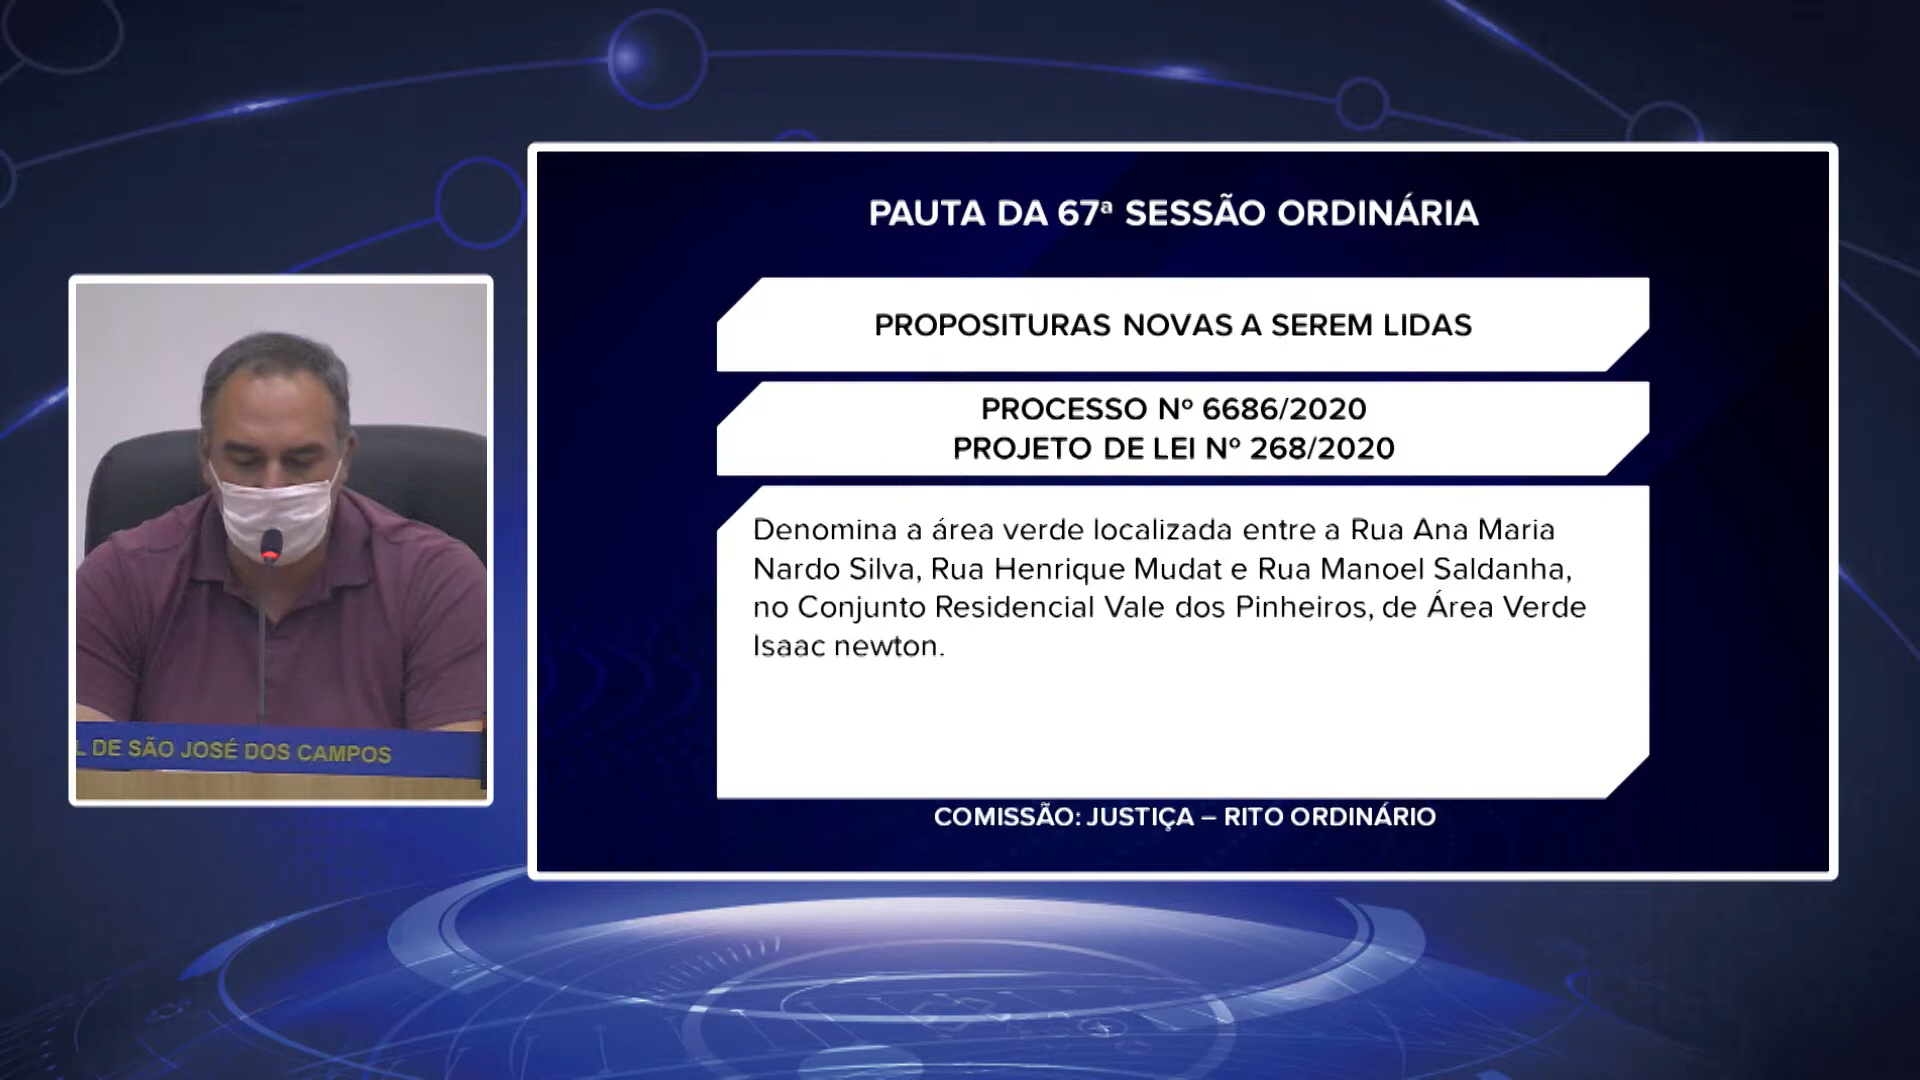 PAUTA DA 67ª SESSÃO ORDINÁRIA
PROPOSITURAS NOVAS A SEREM LIDAS
PROCESSO Nº 6686/2020
PROJETO DE LEI Nº 268/2020
Denomina a área verde localizada entre a Rua Ana Maria
Nardo Silva, Rua Henrique Mudat e Rua Manoel Saldanha,
no Conjunto Residencial Vale dos Pinheiros, de Área Verde
Isaac newton.
COMISSÃO: JUSTIÇA – RITO ORDINÁRIO
L DE SÃO JOSÉ DOS CAMPOS